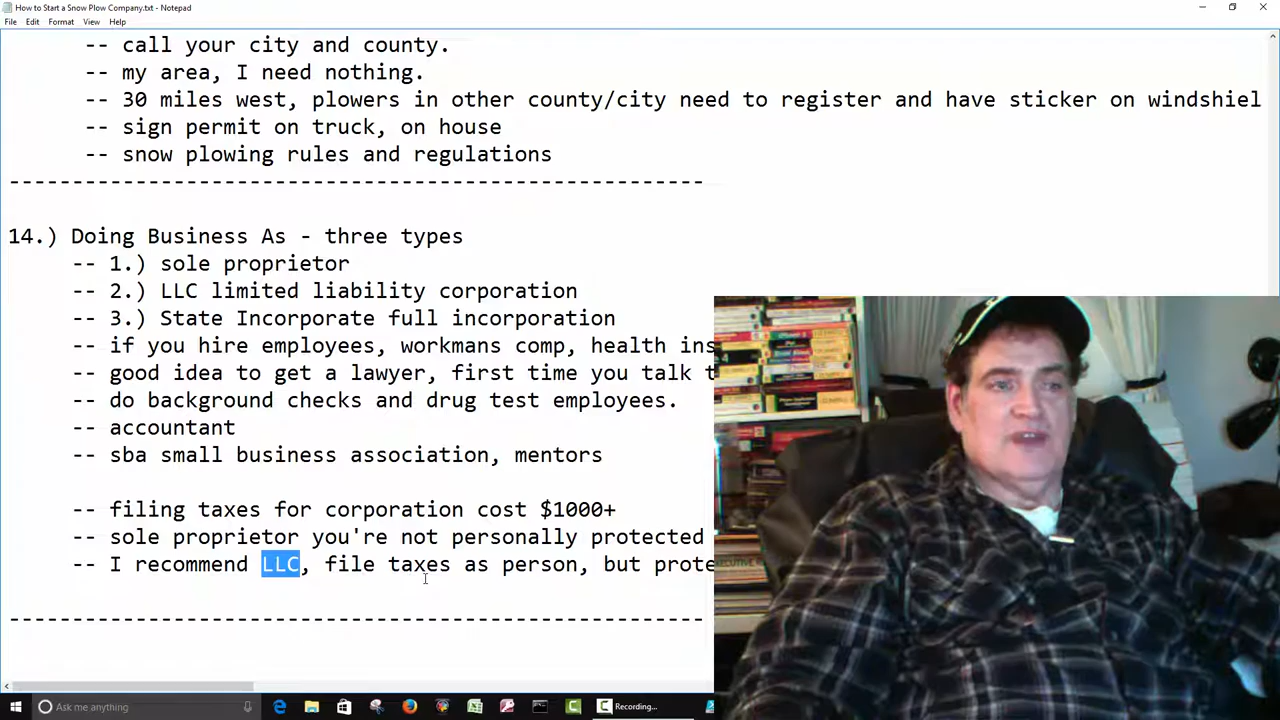 How to Start a Snow Plow Company.txt - Notepad
File Edit Format View Help
-- call your city and county.
-- my area, I need nothing.
-- 30 miles west, plowers in other county/city need to register and have sticker on windshiel
-- sign permit on truck, on house
-- snow plowing rules and regulations
-------------------------------------------------------
14.) Doing Business As - three types
-- 1.) sole proprietor
-- 2.) LLC limited liability corporation
-- 3.) State Incorporate full incorporation
-- if you hire employees, workmans comp, health ins
-- good idea to get a lawyer, first time you talk t
-- do background checks and drug test employees.
-- accountant
-- sba small business association, mentors
-- filing taxes for corporation cost $1000+
-- sole proprietor you're not personally protected
-- I recommend LLC, file taxes as person, but prote
-------------------------------------------------------
Ask me anything
Recording...